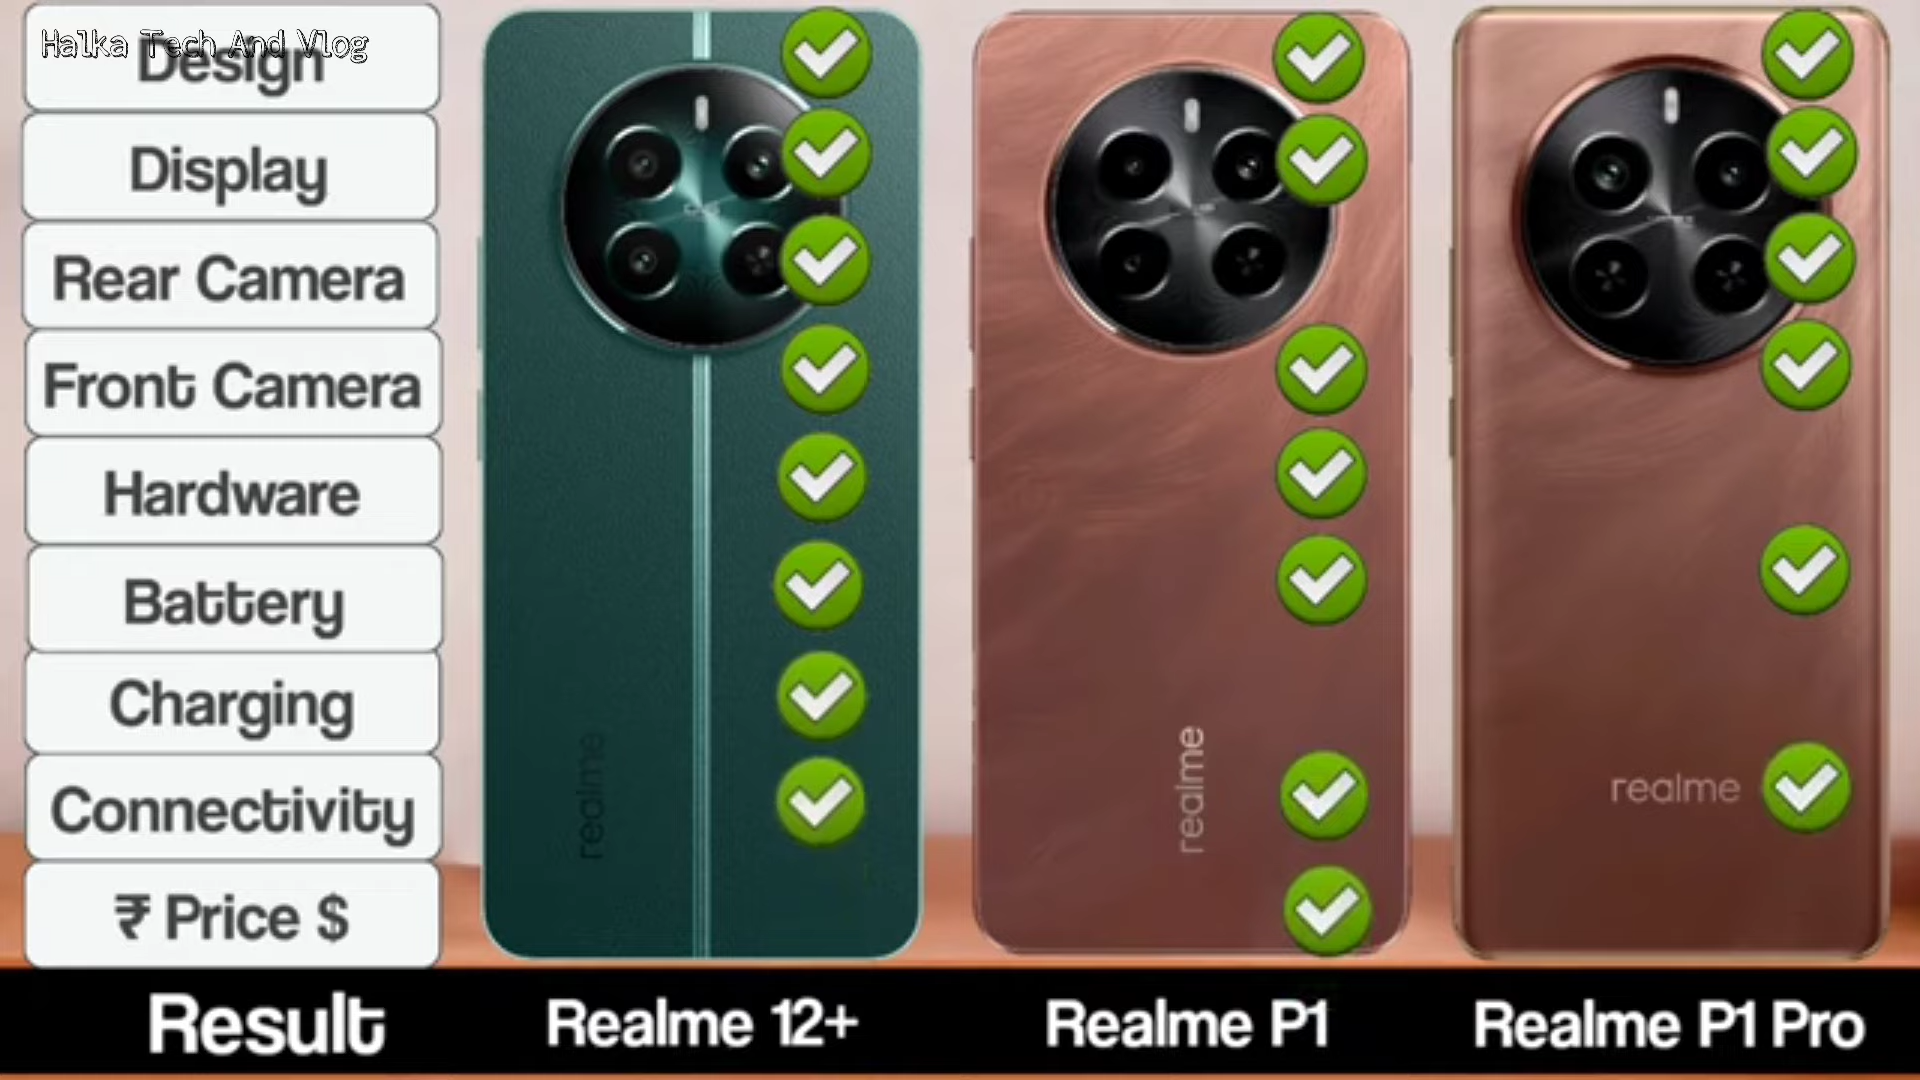 Halka Tech And Vlog
Design
Display
Rear Camera
Front Camera
Hardware
Battery
Charging
Connectivity
₹ Price $
realme
realme
realme
Result
Realme 12+
Realme P1
Realme P1 Pro